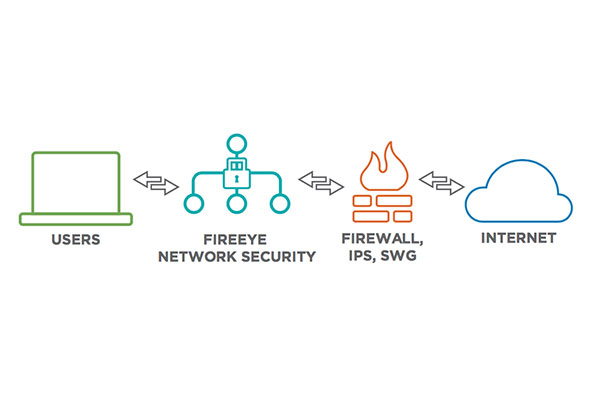 USERS
FIREEYE
NETWORK SECURITY
FIREWALL,
IPS, SWG
INTERNET